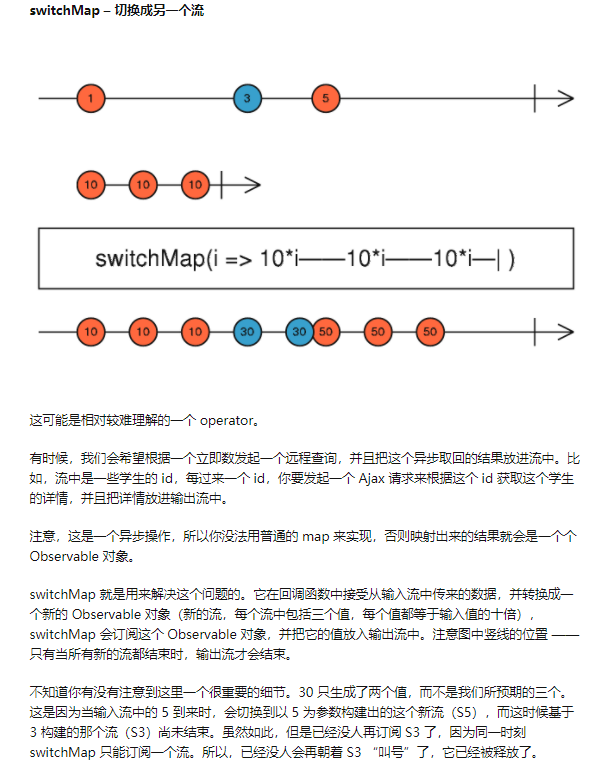 switchMap – 切换成另一个流
1 3 5
10 10 10
switchMap(i => 10*i——10*i——10*i—| )
10 10 10 30 30 50 50 50
这可能是相对较难理解的一个 operator。
有时候，我们会希望根据一个立即数发起一个远程查询，并且把这个异步取回的结果放进流中。比
如，流中是一些学生的 id，每过来一个 id，你要发起一个 Ajax 请求来根据这个 id 获取这个学生
的详情，并且把详情放进输出流中。
注意，这是一个异步操作，所以你没法用普通的 map 来实现，否则映射出来的结果就会是一个个
Observable 对象。
switchMap 就是用来解决这个问题的。它在回调函数中接受从输入流中传来的数据，并转换成一
个新的 Observable 对象（新的流，每个流中包括三个值，每个值都等于输入值的十倍），
switchMap 会订阅这个 Observable 对象，并把它的值放入输出流中。注意图中竖线的位置 ——
只有当所有新的流都结束时，输出流才会结束。
不知道你有没有注意到这里一个很重要的细节。30 只生成了两个值，而不是我们所预期的三个。
这是因为当输入流中的 5 到来时，会切换到以 5 为参数构建出的这个新流（S5），而这时候基于
3 构建的那个流（S3）尚未结束。虽然如此，但是已经没人再订阅 S3 了，因为同一时刻
switchMap 只能订阅一个流。所以，已经没人会再朝着 S3 “叫号”了，它已经被释放了。